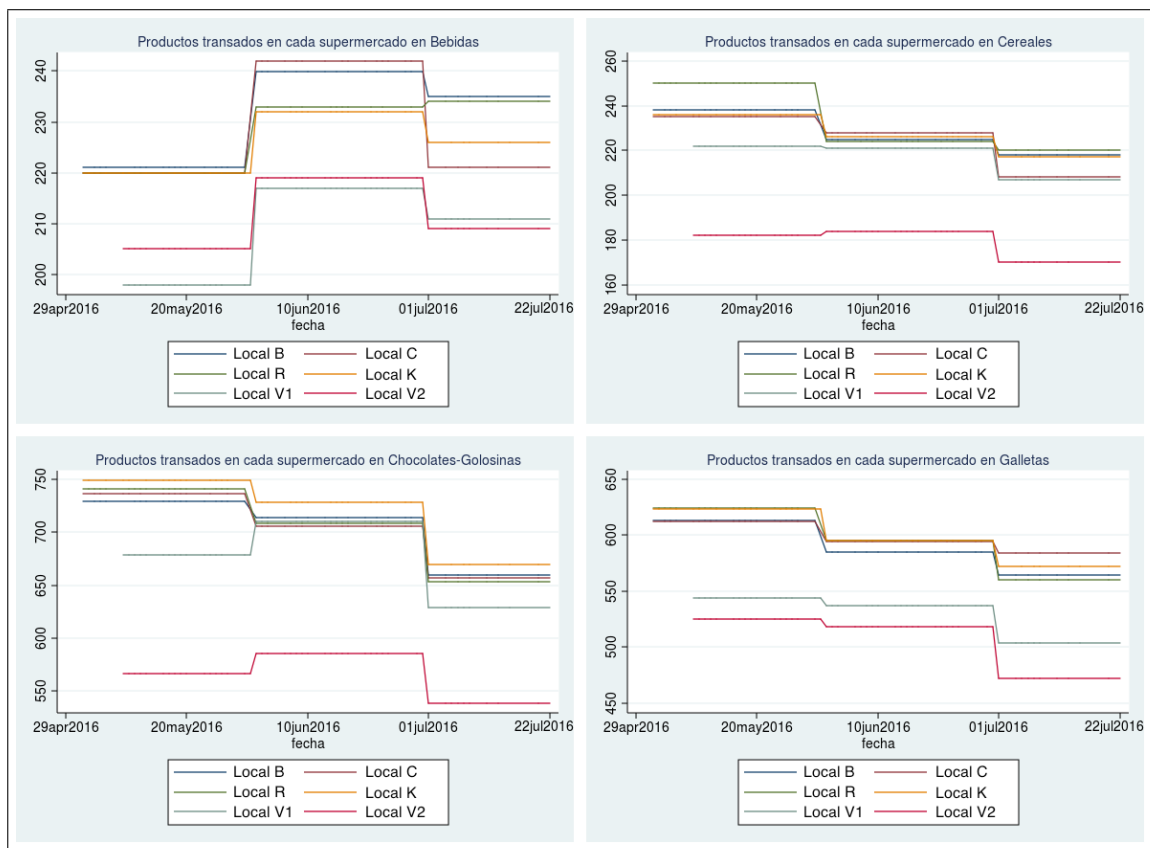 Productos transados en cada supermercado en Bebidas
240
230
220
210
200
29apr2016 20may2016 10jun2016 01jul2016 22jul2016
fecha
Local B Local C
Local R Local K
Local V1 Local V2
Productos transados en cada supermercado en Cereales
260
240
220
200
180
160
29apr2016 20may2016 10jun2016 01jul2016 22jul2016
fecha
Local B Local C
Local R Local K
Local V1 Local V2
Productos transados en cada supermercado en Chocolates-Golosinas
750
700
650
600
550
29apr2016 20may2016 10jun2016 01jul2016 22jul2016
fecha
Local B Local C
Local R Local K
Local V1 Local V2
Productos transados en cada supermercado en Galletas
650
600
550
500
450
29apr2016 20may2016 10jun2016 01jul2016 22jul2016
fecha
Local B Local C
Local R Local K
Local V1 Local V2